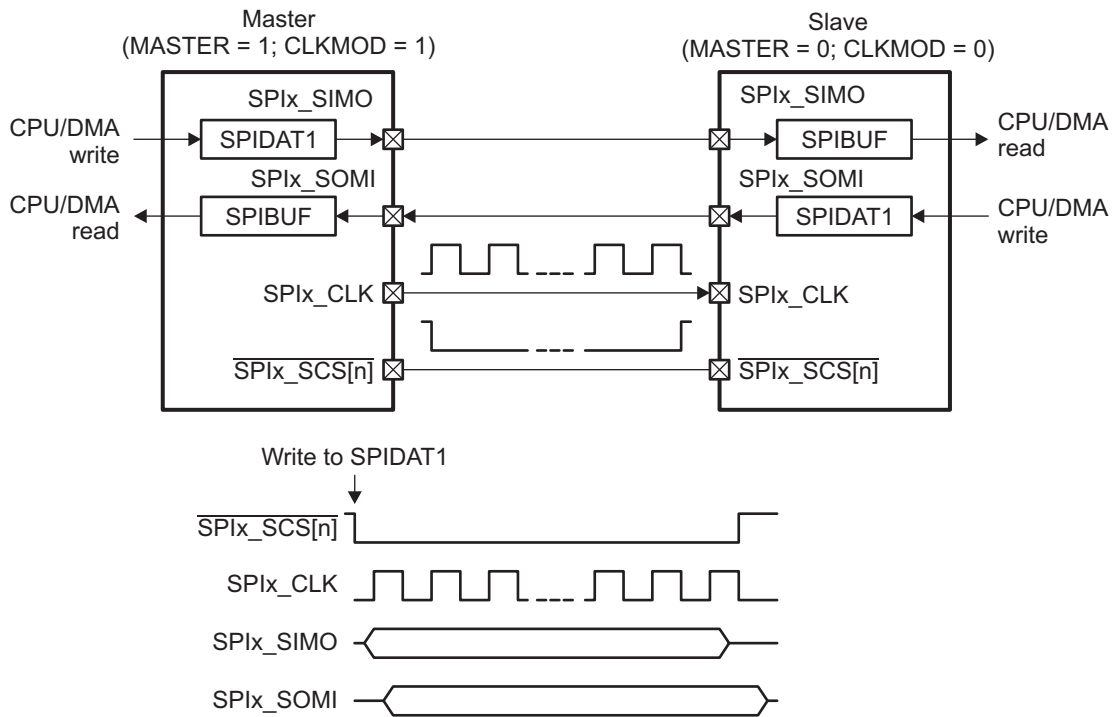 Master
(MASTER = 1; CLKMOD = 1)
Slave
(MASTER = 0; CLKMOD = 0)
SPIx_SIMO
SPIx_SIMO
CPU/DMA
write
SPIDAT1
SPIBUF
CPU/DMA
read
SPIx_SOMI
SPIx_SOMI
CPU/DMA
read
SPIBUF
SPIDAT1
CPU/DMA
write
SPIx_CLK
SPIx_CLK
SPIx_SCS[n]
SPIx_SCS[n]
Write to SPIDAT1
SPIx_SCS[n]
SPIx_CLK
SPIx_SIMO
SPIx_SOMI